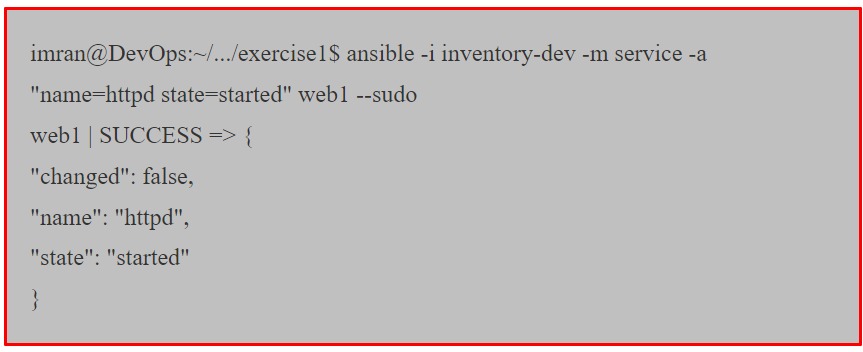 imran@DevOps:~/.../exercise1$ ansible -i inventory-dev -m service -a
"name=httpd state=started" web1 --sudo
web1 | SUCCESS => {
"changed": false,
"name": "httpd",
"state": "started"
}